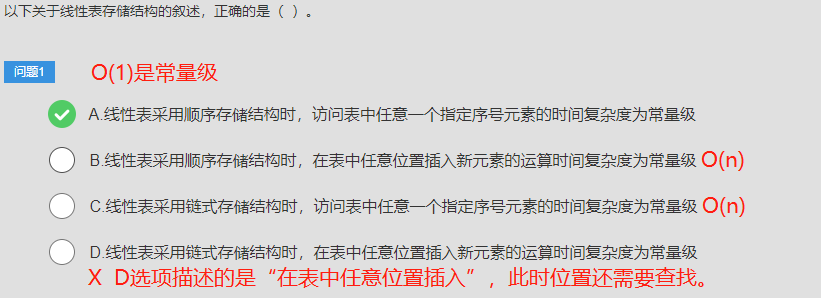 以下关于线性表存储结构的叙述，正确的是（ ）。
问题1 O(1)是常量级
A.线性表采用顺序存储结构时，访问表中任意一个指定序号元素的时间复杂度为常量级
B.线性表采用顺序存储结构时，在表中任意位置插入新元素的运算时间复杂度为常量级 O(n)
C.线性表采用链式存储结构时，访问表中任意一个指定序号元素的时间复杂度为常量级 O(n)
D.线性表采用链式存储结构时，在表中任意位置插入新元素的运算时间复杂度为常量级
X D选项描述的是“在表中任意位置插入”，此时位置还需要查找。